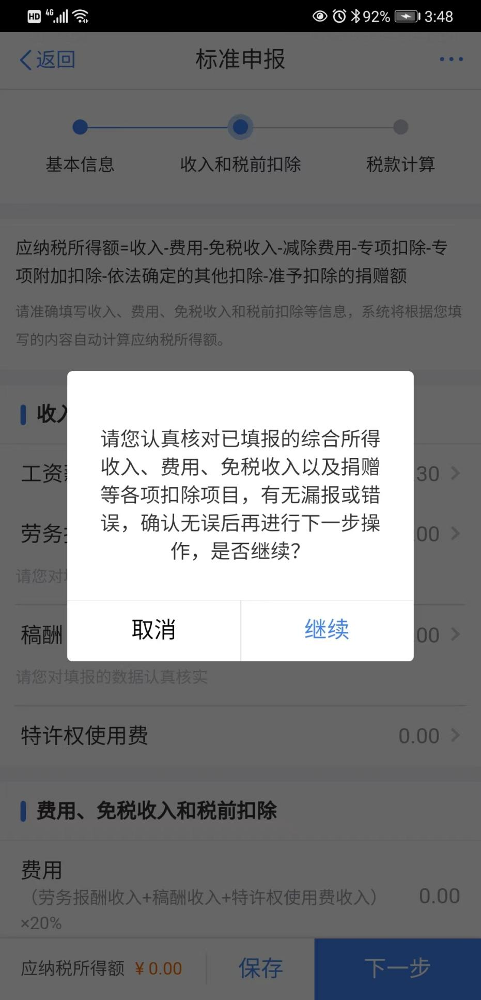 HD 4G 92% 3:48
返回 标准申报
基本信息 收入和税前扣除 税款计算
应纳税所得额=收入-费用-免税收入-减除费用-专项扣除-专
项附加扣除-依法确定的其他扣除-准予扣除的捐赠额
请准确填写收入、费用、免税收入和税前扣除等信息，系统将根据您填
写的内容自动计算应纳税所得额。
收入
请您认真核对已填报的综合所得
收入、费用、免税收入以及捐赠
等各项扣除项目，有无漏报或错
误，确认无误后再进行下一步操
作，是否继续？
取消 继续
工资 .30
劳务 .00
请您对
稿酬 .00
请您对填报的数据认真核实
特许权使用费 0.00
费用、免税收入和税前扣除
费用
（劳务报酬收入+稿酬收入+特许权使用费收入） 0.00
×20%
应纳税所得额 ¥ 0.00 保存 下一步